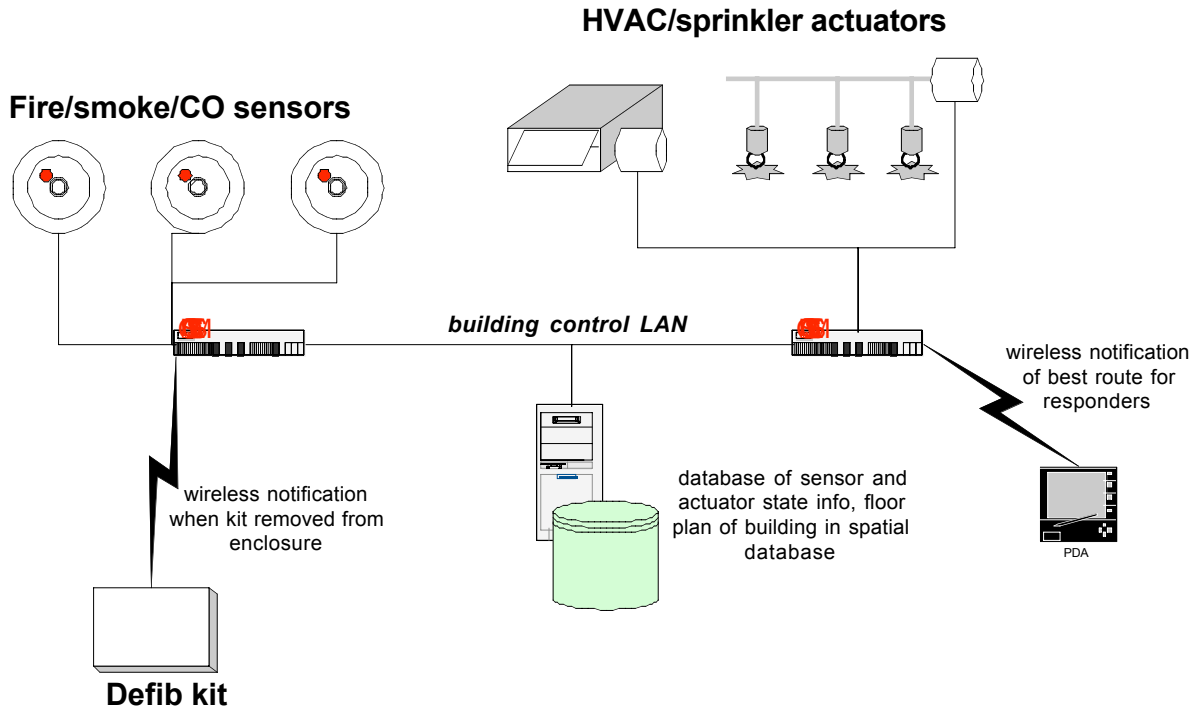 HVAC/sprinkler actuators
Fire/smoke/CO sensors
building control LAN
wireless notification
of best route for
responders
wireless notification
when kit removed from
enclosure
database of sensor and
actuator state info, floor
plan of building in spatial
database
PDA
Defib kit